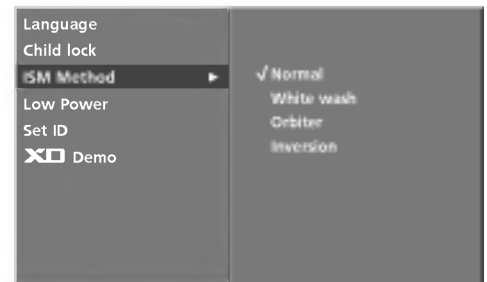 Language
Child lock
ISM Method ► √ Normal
White wash
Orbiter
Inversion
Low Power
Set ID
XD Demo